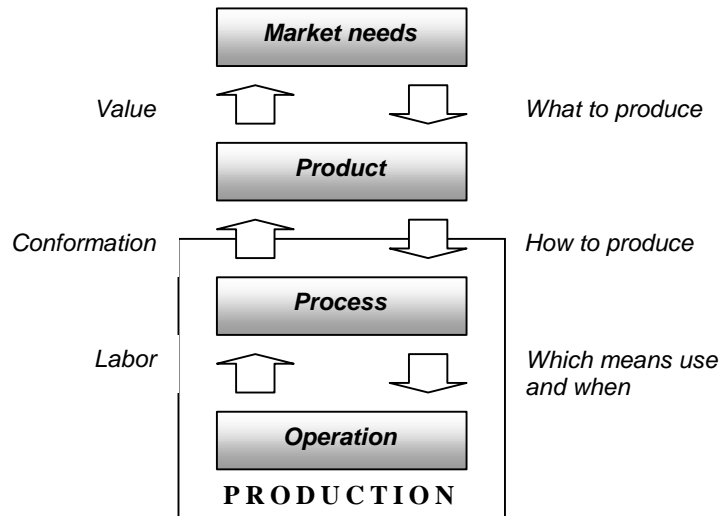 Market needs
Value
What to produce
Product
Conformation
How to produce
Process
Labor
Which means use
and when
Operation
PRODUCTION